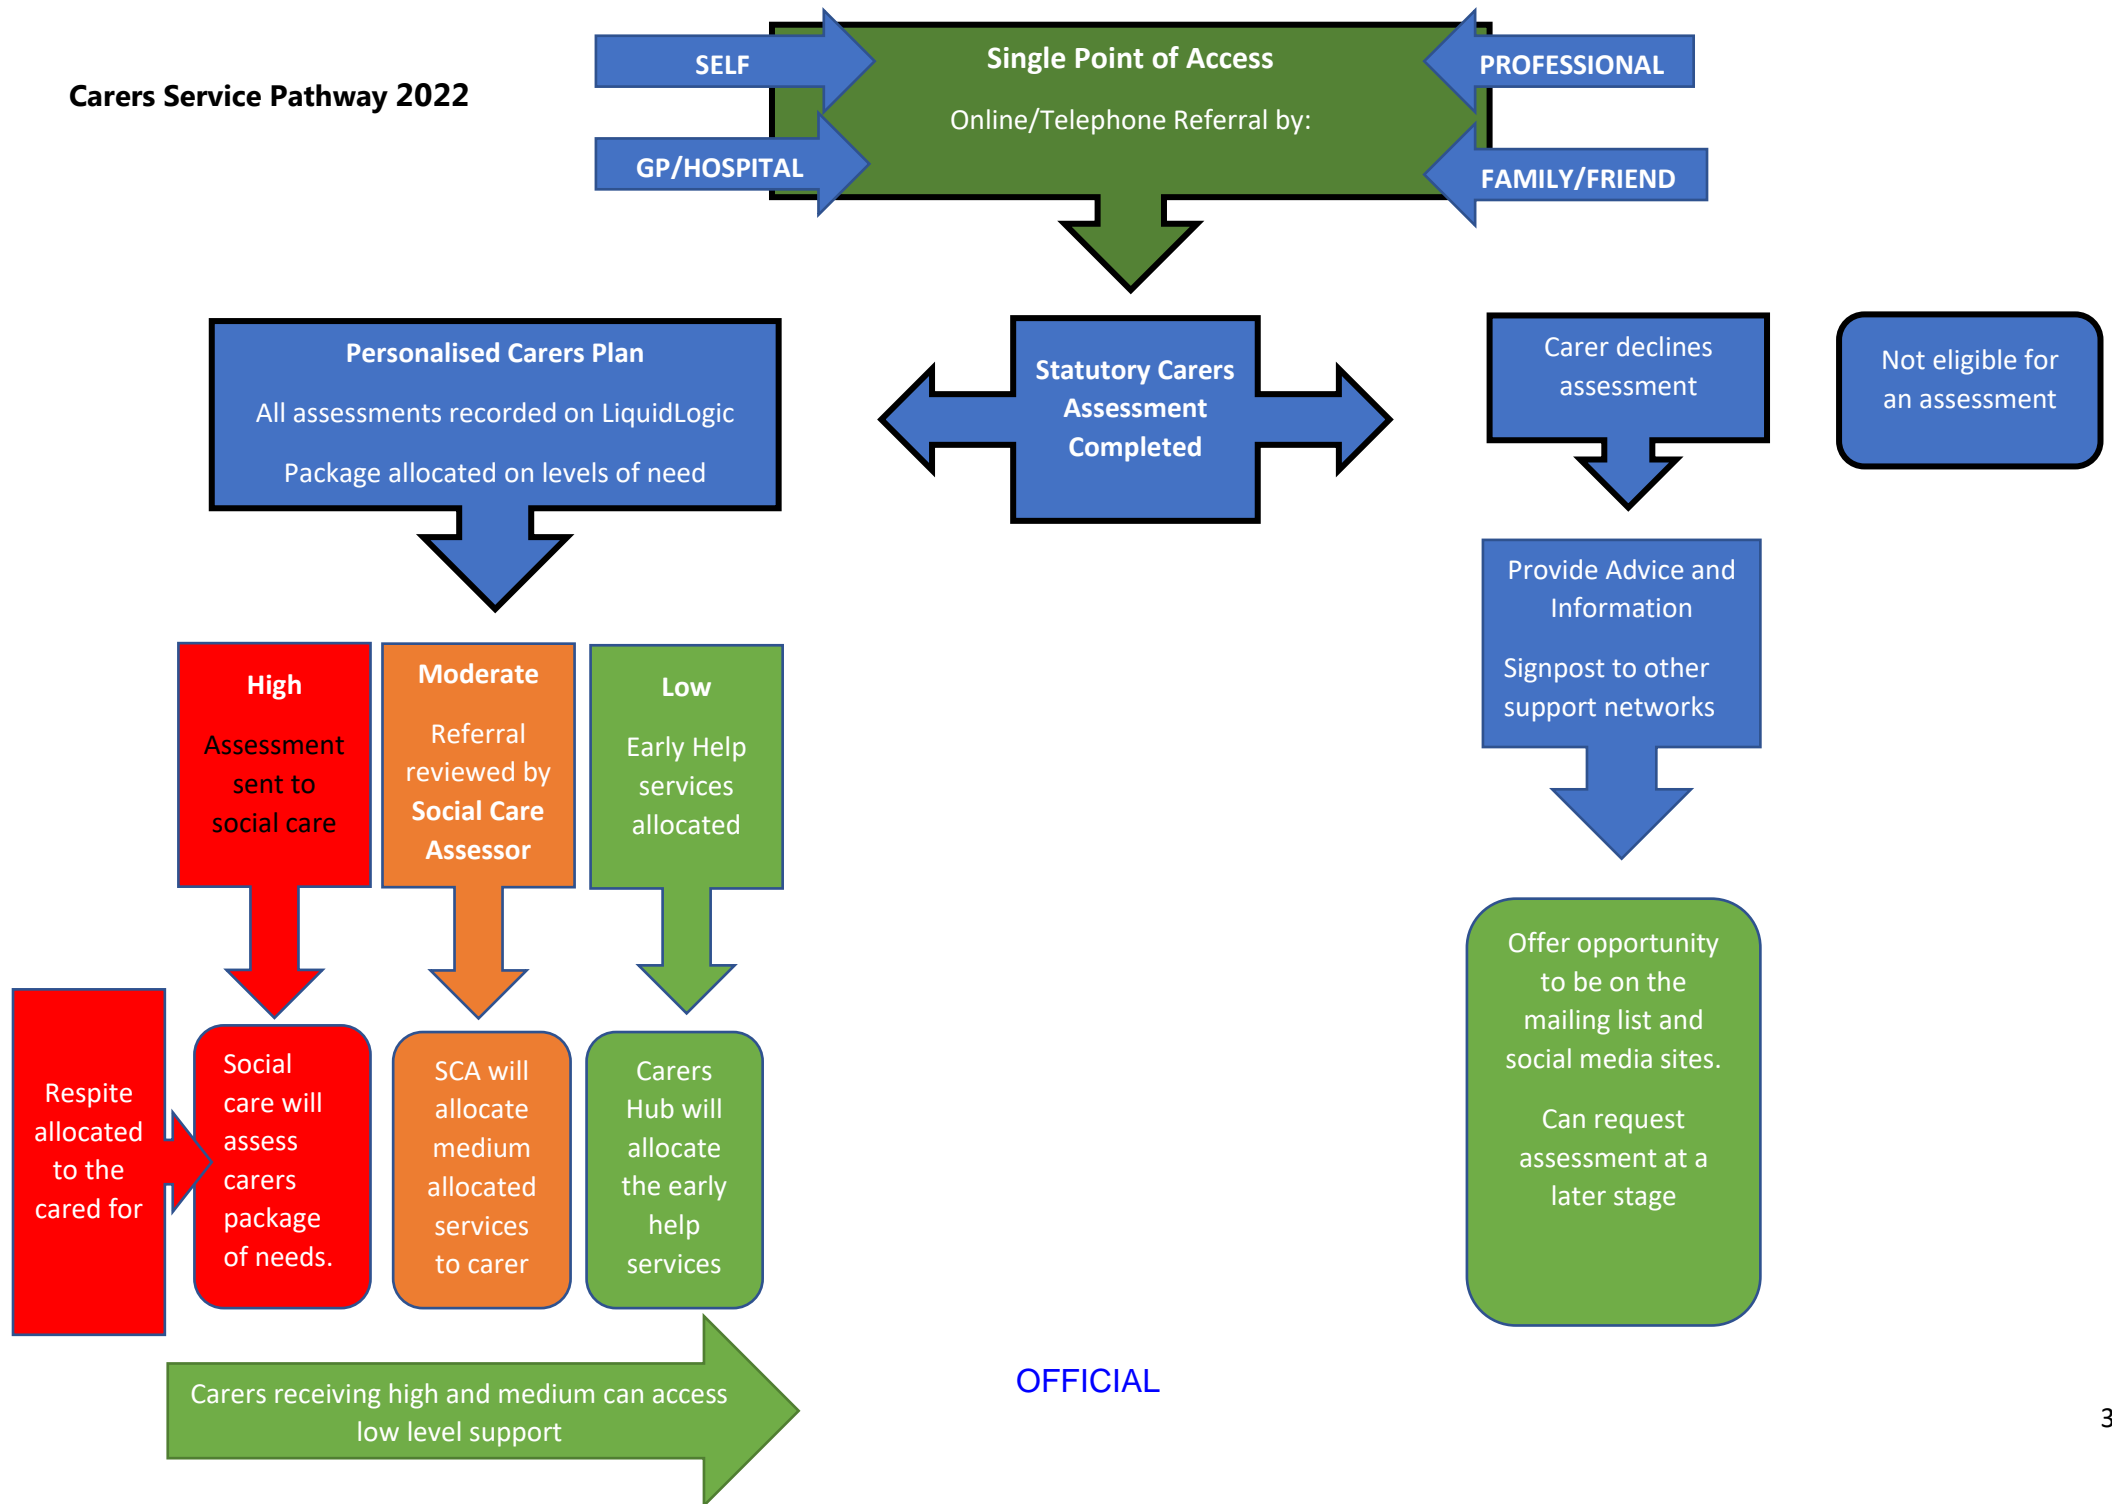 Carers Service Pathway 2022
SELF
GP/HOSPITAL
Single Point of Access
Online/Telephone Referral by:
PROFESSIONAL
FAMILY/FRIEND
Personalised Carers Plan
All assessments recorded on LiquidLogic
Package allocated on levels of need
Statutory Carers
Assessment
Completed
Carer declines
assessment
Not eligible for
an assessment
Provide Advice and
Information
Signpost to other
support networks
High
Assessment
sent to
social care
Moderate
Referral
reviewed by
Social Care
Assessor
Low
Early Help
services
allocated
Respite
allocated
to the
cared for
Social
care will
assess
carers
package
of needs.
SCA will
allocate
medium
allocated
services
to carer
Carers
Hub will
allocate
the early
help
services
Offer opportunity
to be on the
mailing list and
social media sites.
Can request
assessment at a
later stage
Carers receiving high and medium can access
low level support
OFFICIAL
3